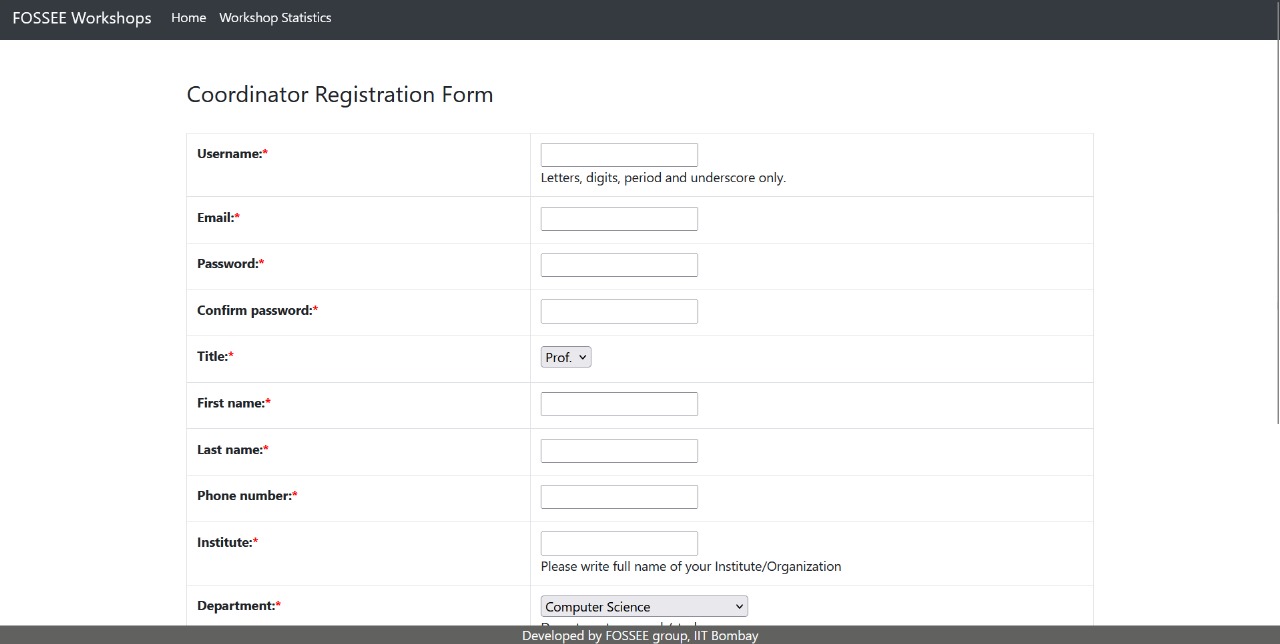 FOSSEE Workshops Home Workshop Statistics
Coordinator Registration Form
Username:*
Letters, digits, period and underscore only.
Email:*
Password:*
Confirm password:*
Title:* Prof.
First name:*
Last name:*
Phone number:*
Institute:*
Please write full name of your Institute/Organization
Department:* Computer Science
Developed by FOSSEE group, IIT Bombay